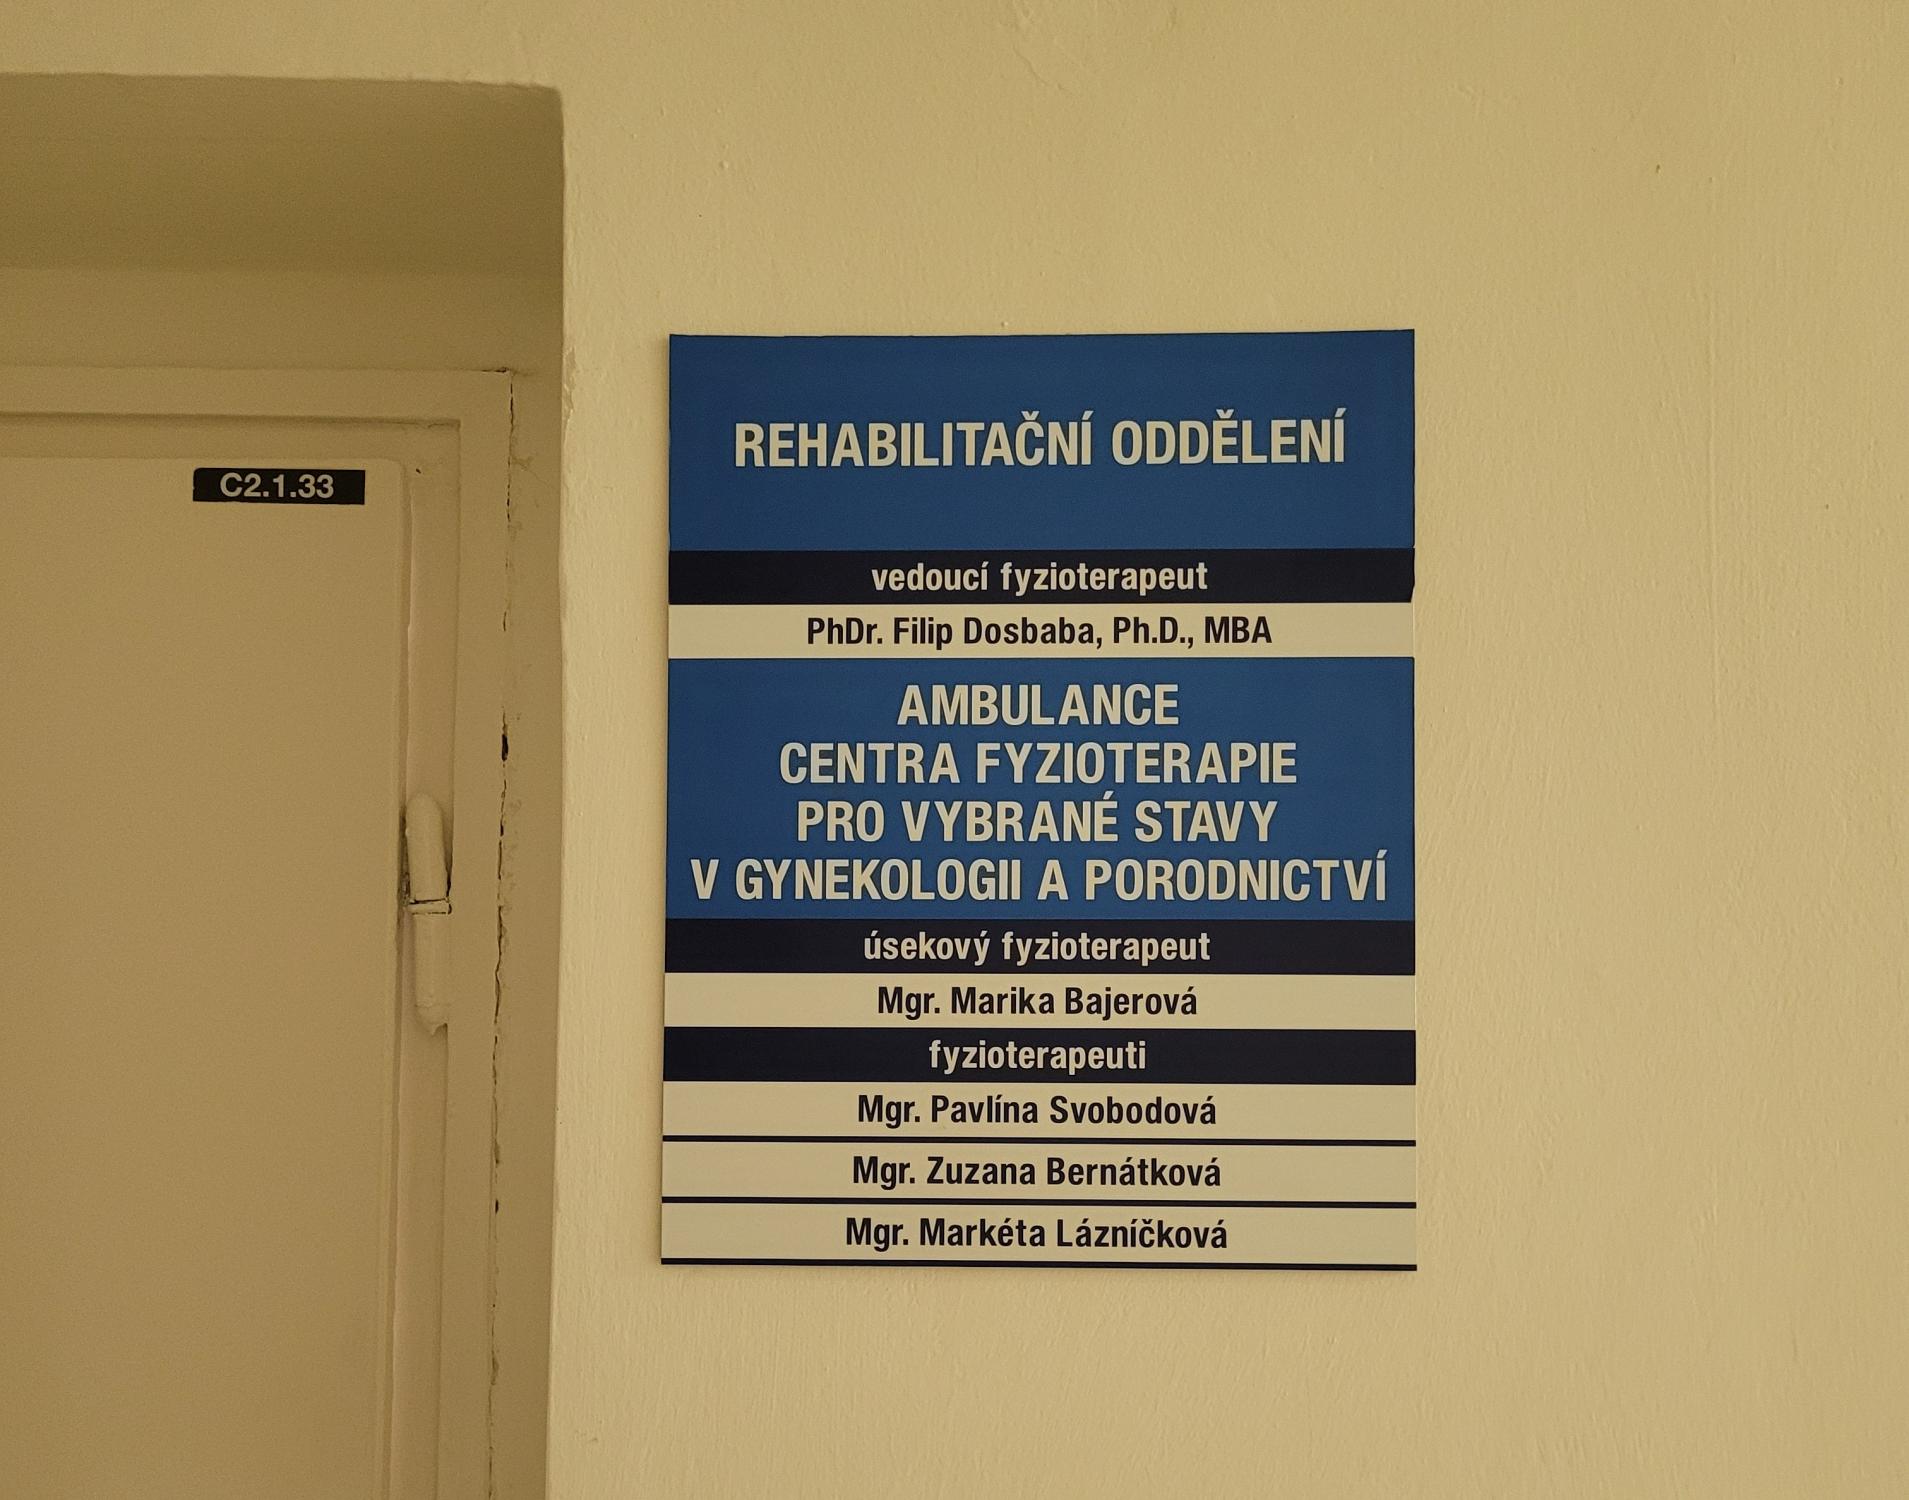 C2.1.33
REHABILITAČNÍ ODDĚLENÍ
vedoucí fyzioterapeut
PhDr. Filip Dosbaba, Ph.D., MBA
AMBULANCE
CENTRA FYZIOTERAPIE
PRO VYBRANÉ STAVY
V GYNEKOLOGII A PORODNICTVÍ
úsekový fyzioterapeut
Mgr. Marika Bajerová
fyzioterapeuti
Mgr. Pavlína Svobodová
Mgr. Zuzana Bernátková
Mgr. Markéta Lázníčková